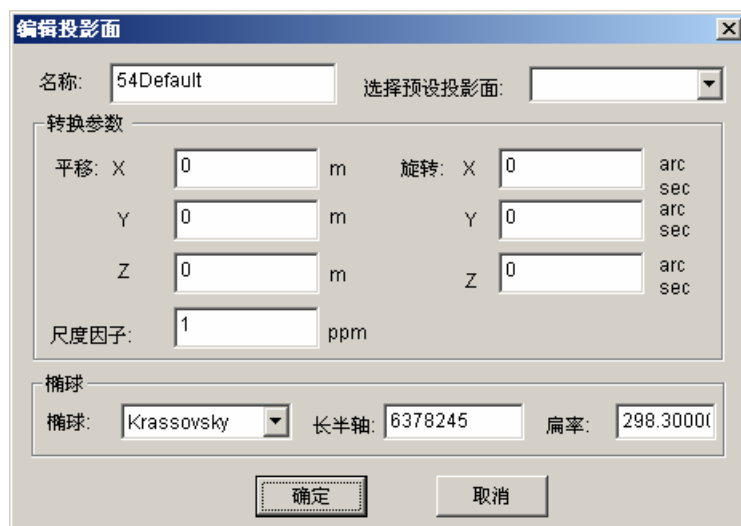 编辑投影面
名称: 54Default 选择预设投影面:
转换参数
平移: X 0 m 旋转: X 0 arc sec
Y 0 m Y 0 arc sec
Z 0 m Z 0 arc sec
尺度因子: 1 ppm
椭球
椭球: Krassovsky 长半轴: 6378245 扁率: 298.30000
确定 取消